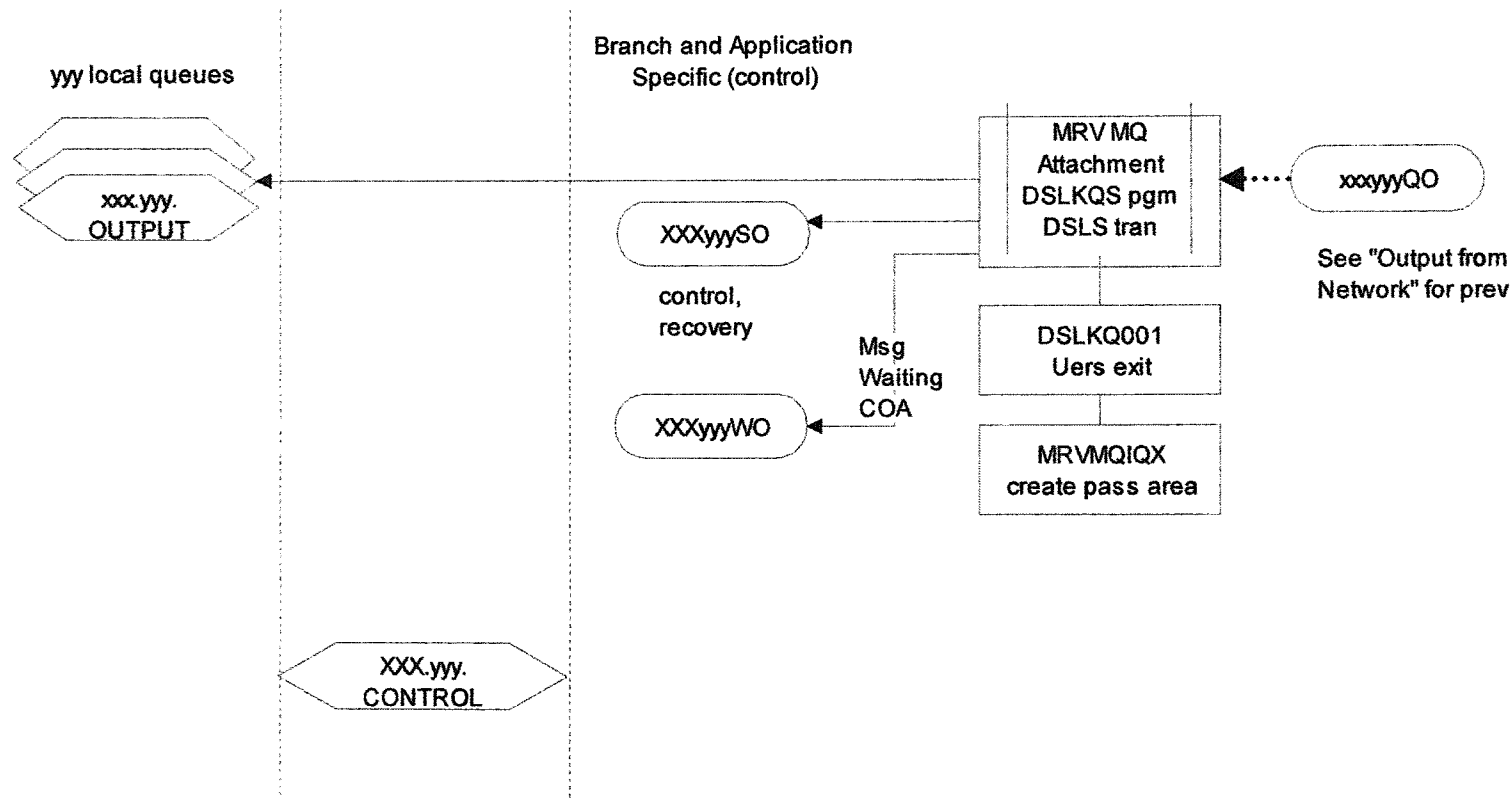 Branch and Application
Specific (control)
yyy local queues
xxx.yyy.
OUTPUT
MRV MQ
Attachment
DSLKQS pgm
DSLS tran
xxxyyyQO
XXXyyySO
control,
recovery
See "Output from
Network" for prev
Msg
Waiting
COA
DSLKQ001
Uers exit
XXXyyyWO
MRVMQIQX
create pass area
XXX.yyy.
CONTROL